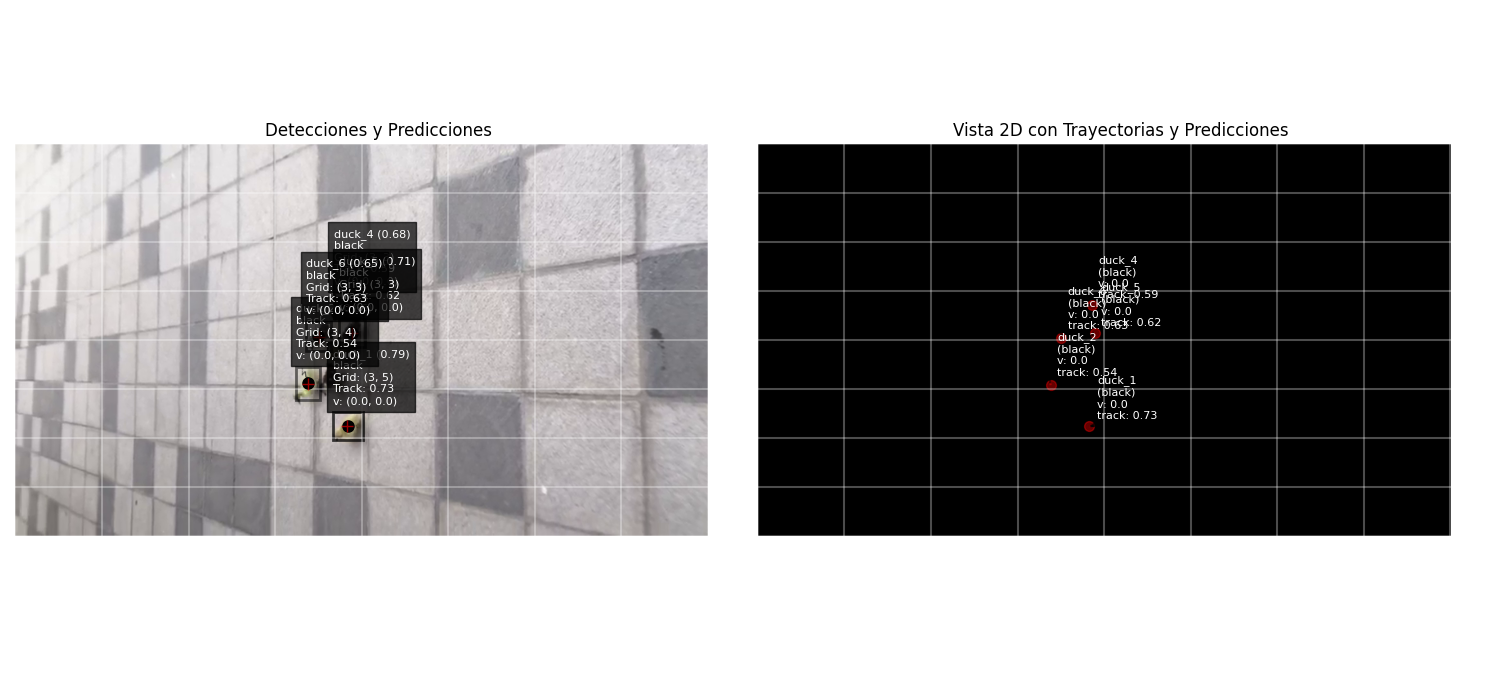 Detecciones y Predicciones
duck_4 (0.68)
black
0.71)
duck_6 (0.65)
black
black
Grid: (3, 3)
3)
Track: 0.63
v: (0.0, 0.0)
black
Grid: (3, 4)
Track: 0.54
v: (0.0, 0.0)
1 (0.79)
black
Grid: (3, 5)
Track: 0.73
v: (0.0, 0.0)
Vista 2D con Trayectorias y Predicciones
duck_4
(black)
v: 0.0
track: 0.59
duck_5
(black)
v: 0.0
track: 0.62
(black)
v: 0.0
track: 0.63
duck_2
(black)
v: 0.0
track: 0.54
duck_1
(black)
v: 0.0
track: 0.73